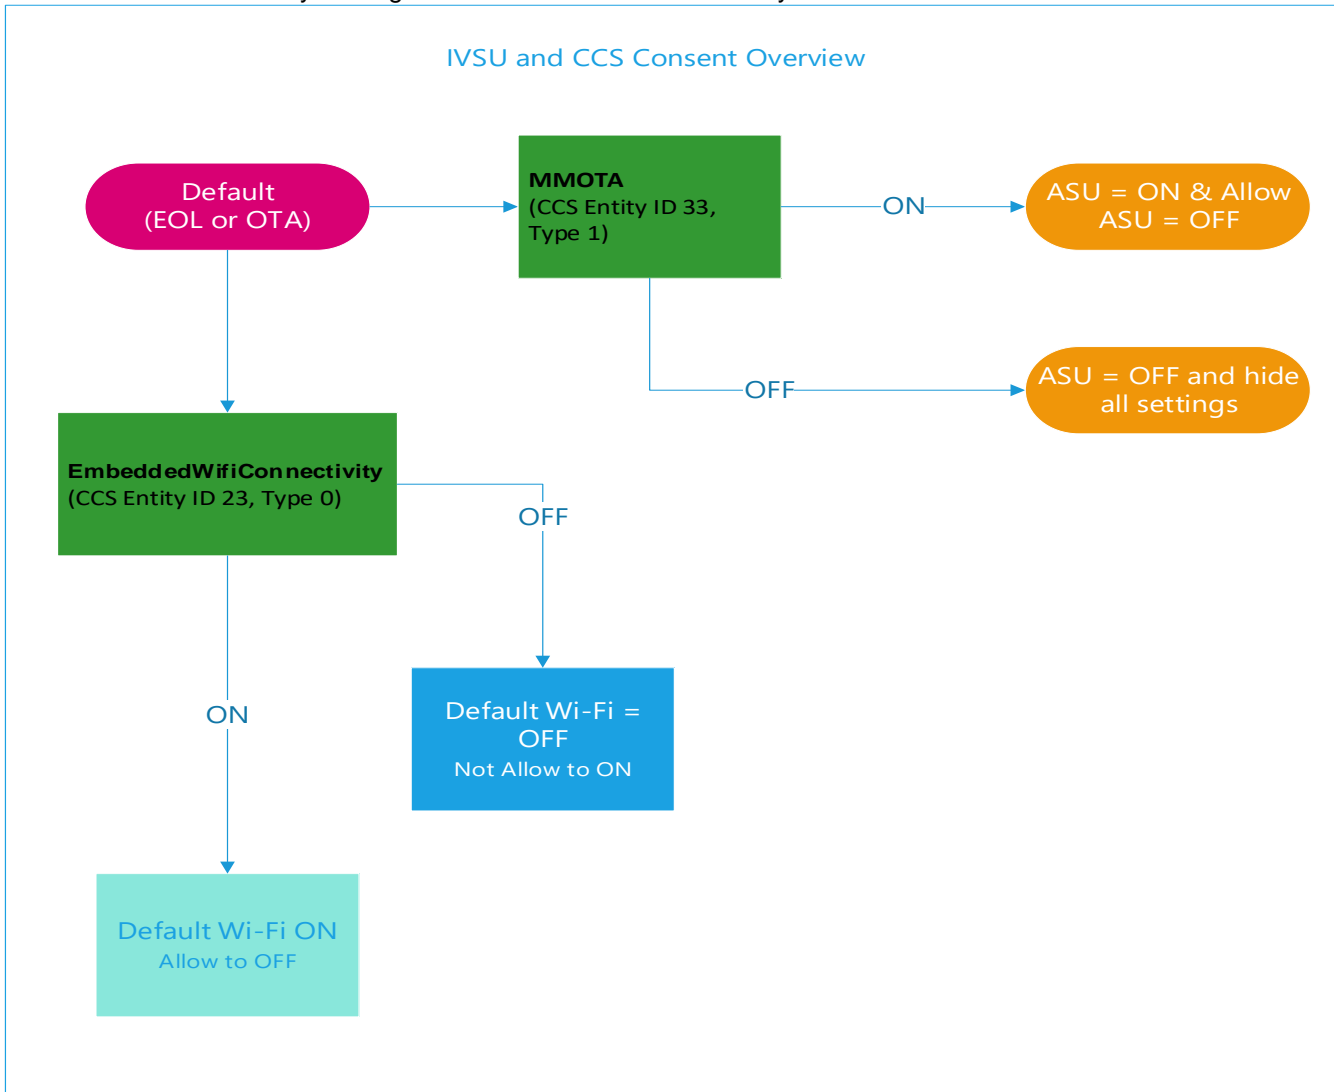 IVSU and CCS Consent Overview
Default
(EOL or OTA)
MMOTA
(CCS Entity ID 33,
Type 1)
ON
ASU = ON & Allow
ASU = OFF
OFF
ASU = OFF and hide
all settings
EmbeddedWifiConnectivity
(CCS Entity ID 23, Type 0)
OFF
ON
Default Wi-Fi =
OFF
Not Allow to ON
Default Wi-Fi ON
Allow to OFF